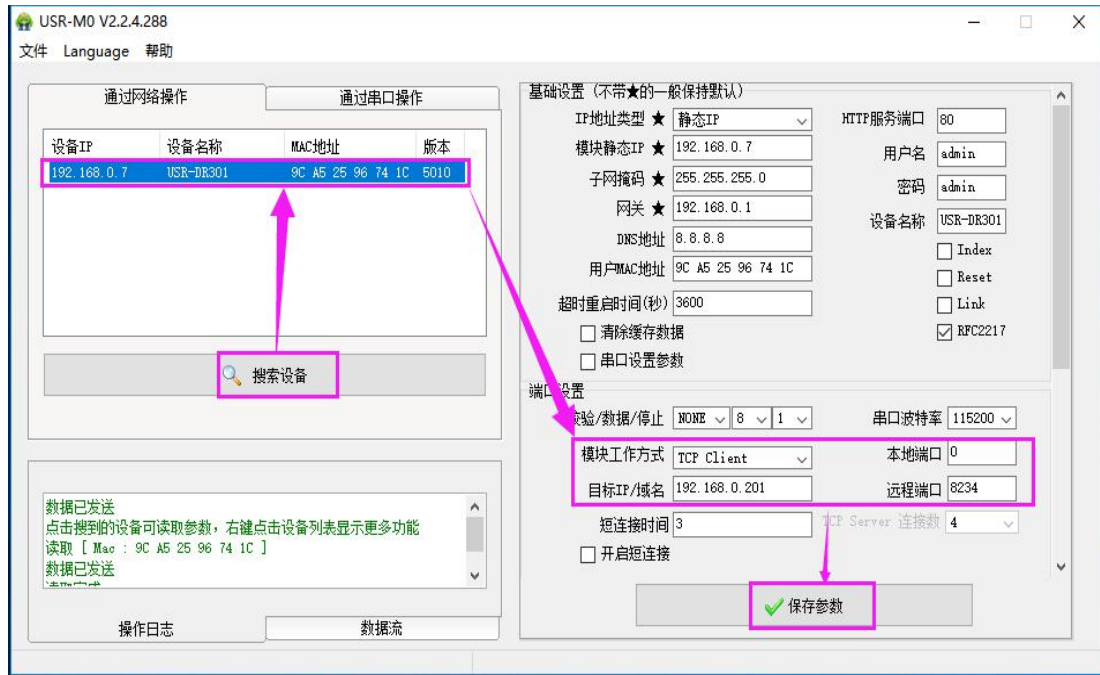 USR-M0 V2.2.4.288
文件 Language 帮助
通过网络操作 通过串口操作
设备IP 设备名称 MAC地址 版本
192.168.0.7 USR-DR301 9C A5 25 96 74 1C 5010
搜索设备
数据已发送
点击搜到的设备可读取参数，右键点击设备列表显示更多功能
读取 [ Mac : 9C A5 25 96 74 1C ]
数据已发送
操作日志 数据流
基础设置 (不带★的一般保持默认)
IP地址类型 ★ 静态IP HTTP服务端口 80
模块静态IP ★ 192.168.0.7 用户名 admin
子网掩码 ★ 255.255.255.0 密码 admin
网关 ★ 192.168.0.1 设备名称 USR-DR301
DNS地址 8.8.8.8 Index
用户MAC地址 9C A5 25 96 74 1C Reset
超时重启时间(秒) 3600 Link
清除缓存数据 RFC2217
串口设置参数
端口设置
校验/数据/停止 NONE 8 1 串口波特率 115200
模块工作方式 TCP Client 本地端口 0
目标IP/域名 192.168.0.201 远程端口 8234
短连接时间 3 TCP Server 连接数 4
开启短连接
保存参数